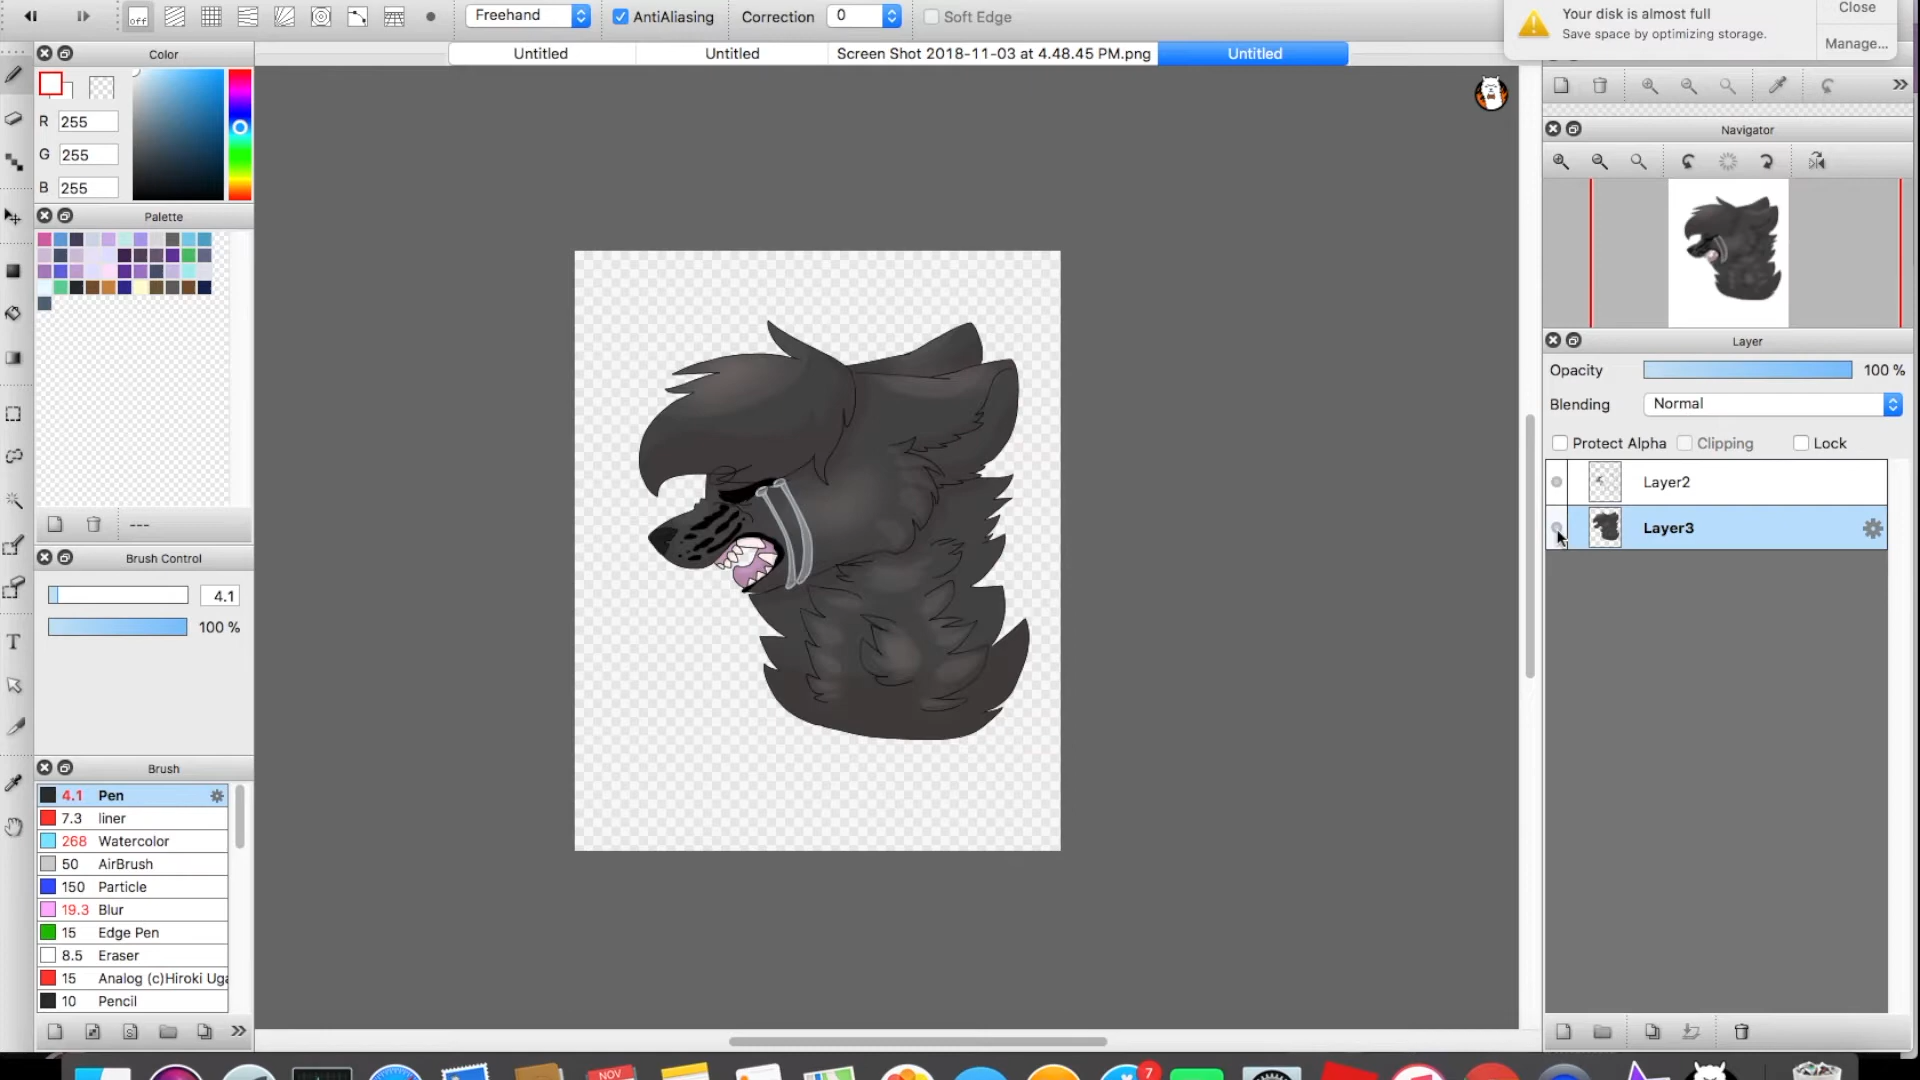 off
Freehand
AntiAliasing
Correction
0
Soft Edge
Your disk is almost full
Save space by optimizing storage.
Close
Manage...
Color
Untitled
Untitled
Screen Shot 2018-11-03 at 4.48.45 PM.png
Untitled
R 255
G 255
B 255
Palette
---
Brush Control
4.1
100 %
Brush
4.1 Pen
7.3 liner
268 Watercolor
50 AirBrush
150 Particle
19.3 Blur
15 Edge Pen
8.5 Eraser
15 Analog (c)Hiroki Uga
10 Pencil
T
Navigator
Layer
Opacity
100 %
Blending
Normal
Protect Alpha
Clipping
Lock
Layer2
Layer3
NOV
7